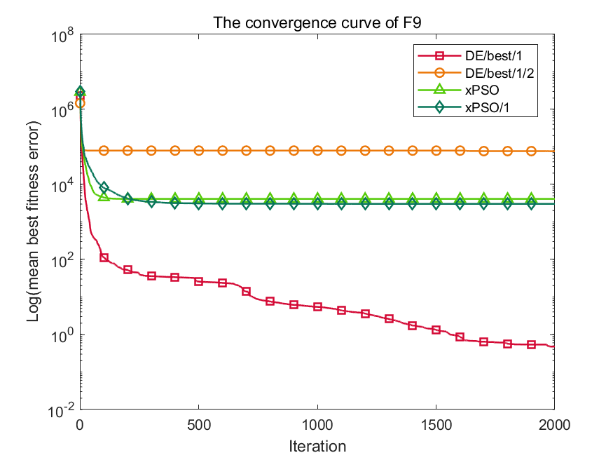 The convergence curve of F9
10^8
10^6
10^4
10^2
10^0
10^-2
Log(mean best fitness error)
DE/best/1
DE/best/1/2
xPSO
xPSO/1
0
500
1000
1500
2000
Iteration